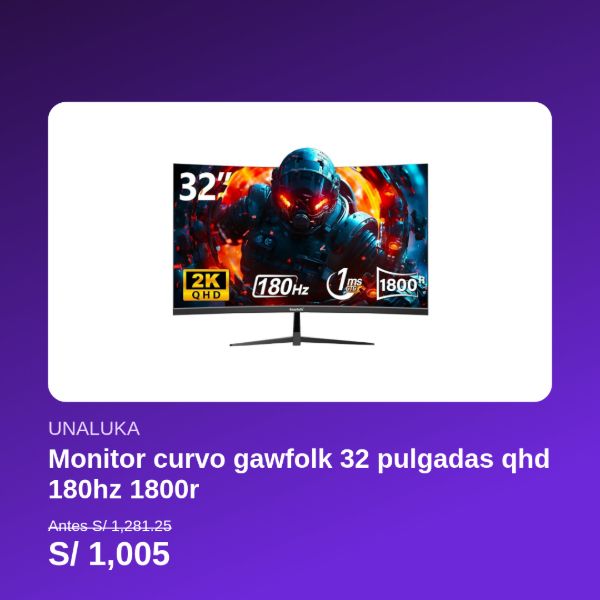 32"
2K
QHD
180Hz
1ms
GTG
1800R
UNALUKA
Monitor curvo gawfolk 32 pulgadas qhd
180hz 1800r
Antes S/ 1,281.25
S/ 1,005